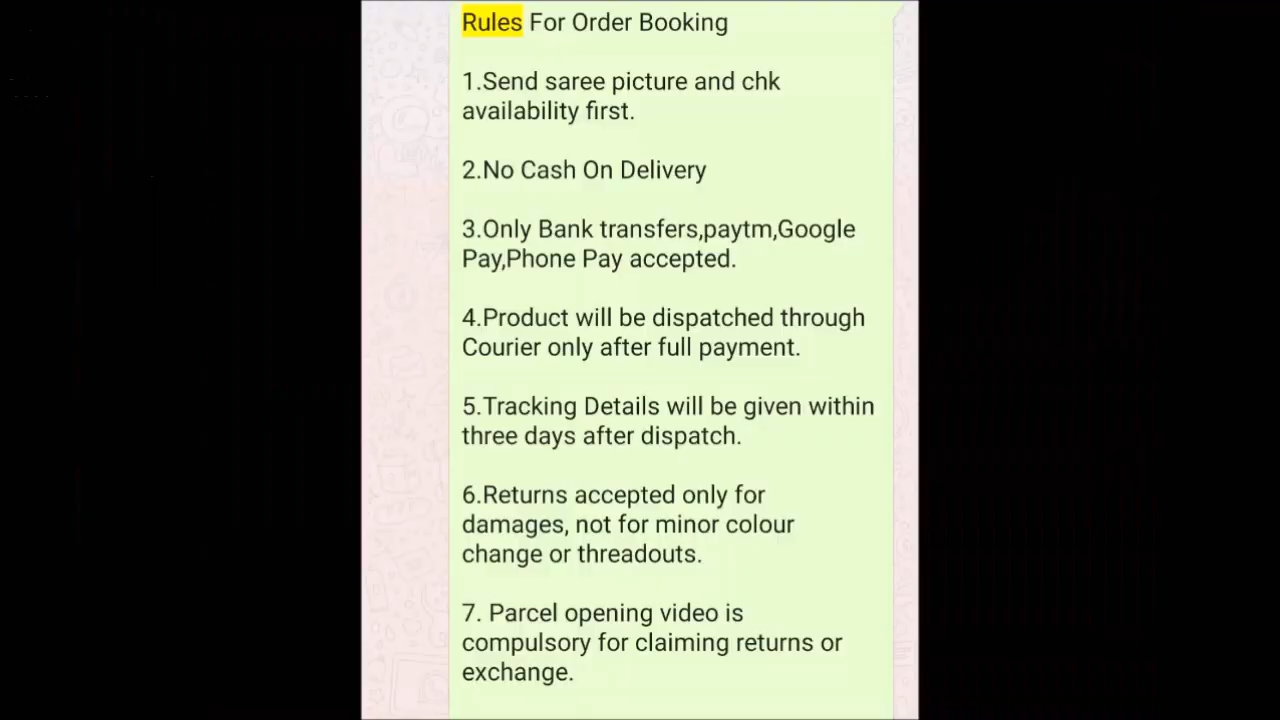 Rules For Order Booking
1.Send saree picture and chk
availability first.
2.No Cash On Delivery
3.Only Bank transfers,paytm,Google
Pay,Phone Pay accepted.
4.Product will be dispatched through
Courier only after full payment.
5.Tracking Details will be given within
three days after dispatch.
6.Returns accepted only for
damages, not for minor colour
change or threadouts.
7. Parcel opening video is
compulsory for claiming returns or
exchange.